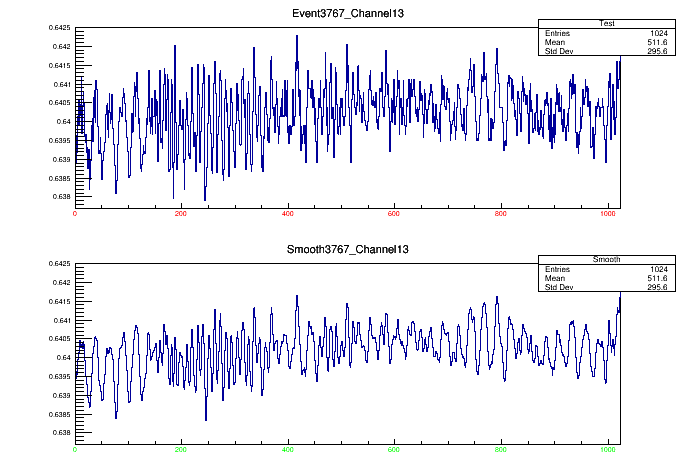 Event3767_Channel13
Test
Entries 1024
Mean 511.6
Std Dev 295.6
0.6425
0.642
0.6415
0.641
0.6405
0.64
0.6395
0.639
0.6385
0.638
0 200 400 600 800 1000
Smooth3767_Channel13
Smooth
Entries 1024
Mean 511.6
Std Dev 295.6
0.6425
0.642
0.6415
0.641
0.6405
0.64
0.6395
0.639
0.6385
0.638
0 200 400 600 800 1000